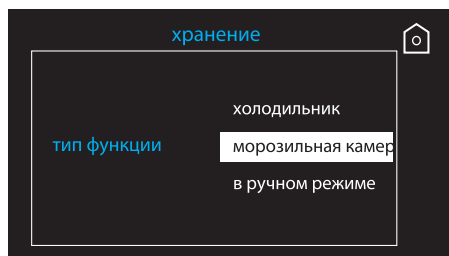 хранение
холодильник
тип функции
морозильная камер
в ручном режиме